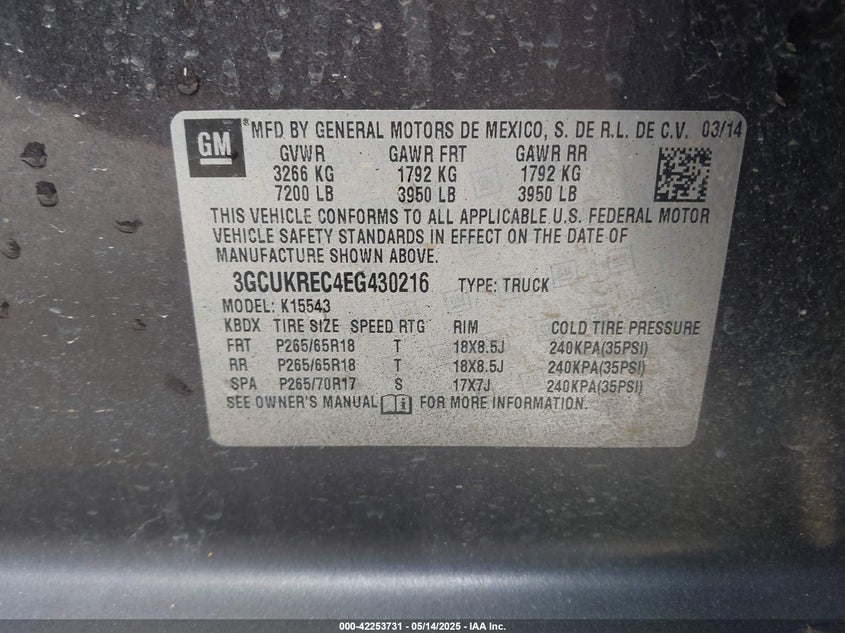 GM ® MFD BY GENERAL MOTORS DE MEXICO, S. DE R.L. DE C.V. 03/14
GVWR GAWR FRT GAWR RR
3266 KG 1792 KG 1792 KG
7200 LB 3950 LB 3950 LB
THIS VEHICLE CONFORMS TO ALL APPLICABLE U.S. FEDERAL MOTOR
VEHICLE SAFETY STANDARDS IN EFFECT ON THE DATE OF
MANUFACTURE SHOWN ABOVE.
3GCUKREC4EG430216 TYPE: TRUCK
MODEL: K15543
KBDX TIRE SIZE SPEED RTG RIM COLD TIRE PRESSURE
FRT P265/65R18 T 18X8.5J 240KPA(35PSI)
RR P265/65R18 T 18X8.5J 240KPA(35PSI)
SPA P265/70R17 S 17X7J 240KPA(35PSI)
SEE OWNER'S MANUAL FOR MORE INFORMATION.
000-42253731 - 05/14/2025 - IAA Inc.